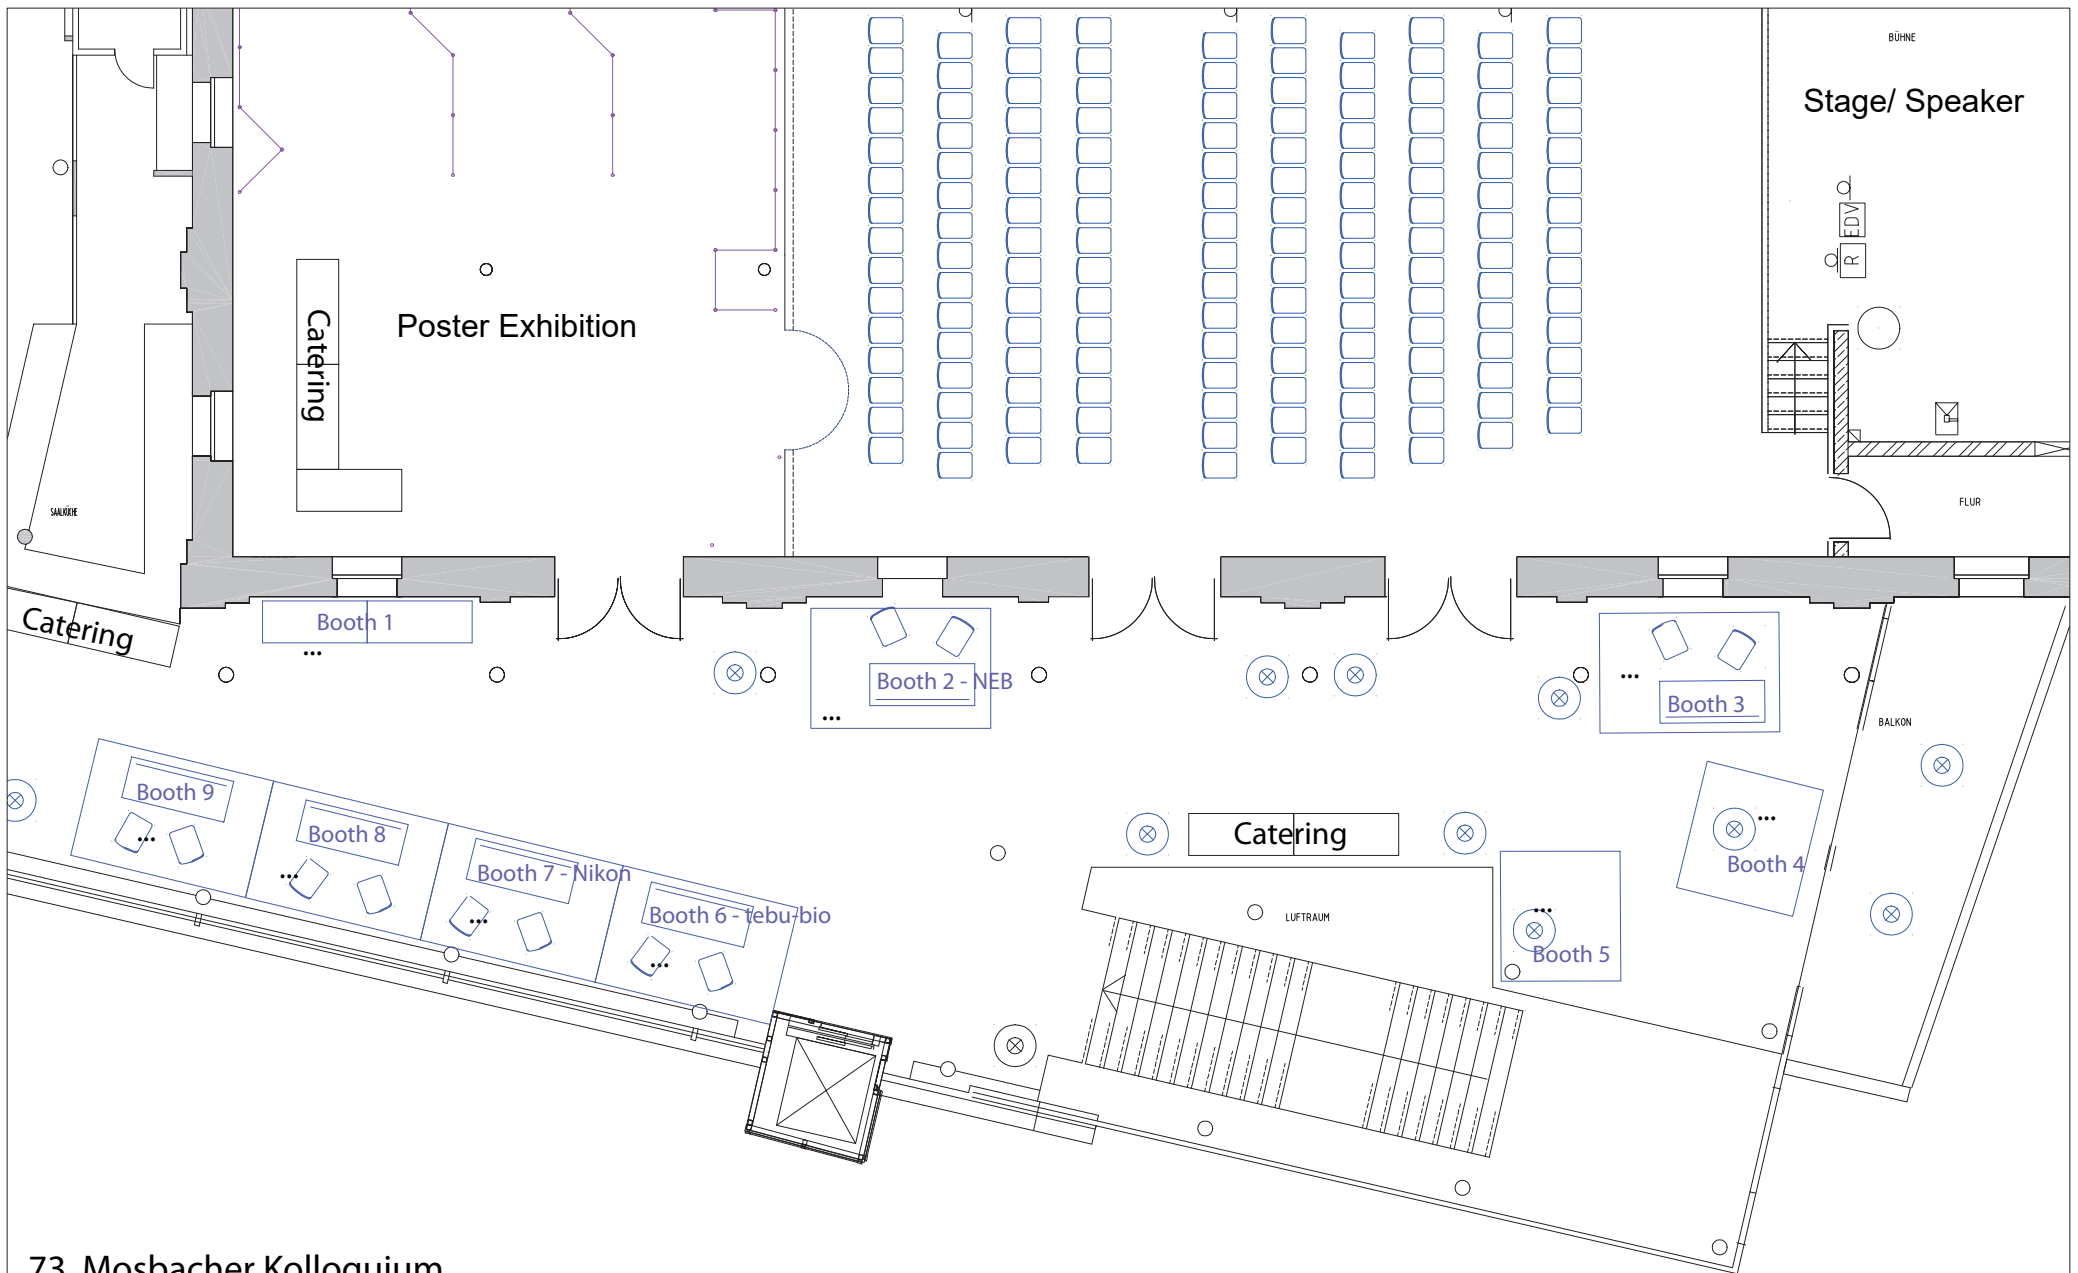 BÜHNE
Stage/ Speaker
EDV
R
Catering
Poster Exhibition
SAALKÜCHE
FLUR
Catering
Booth 1
...
Booth 2 - NEB
...
...
Booth 3
BALKON
Booth 9
...
Booth 8
...
Booth 7 - Nikon
...
Booth 6 - tebu-bio
...
Catering
...
Booth 4
LUFTRAUM
...
Booth 5
73. Mosbacher Kolloquium